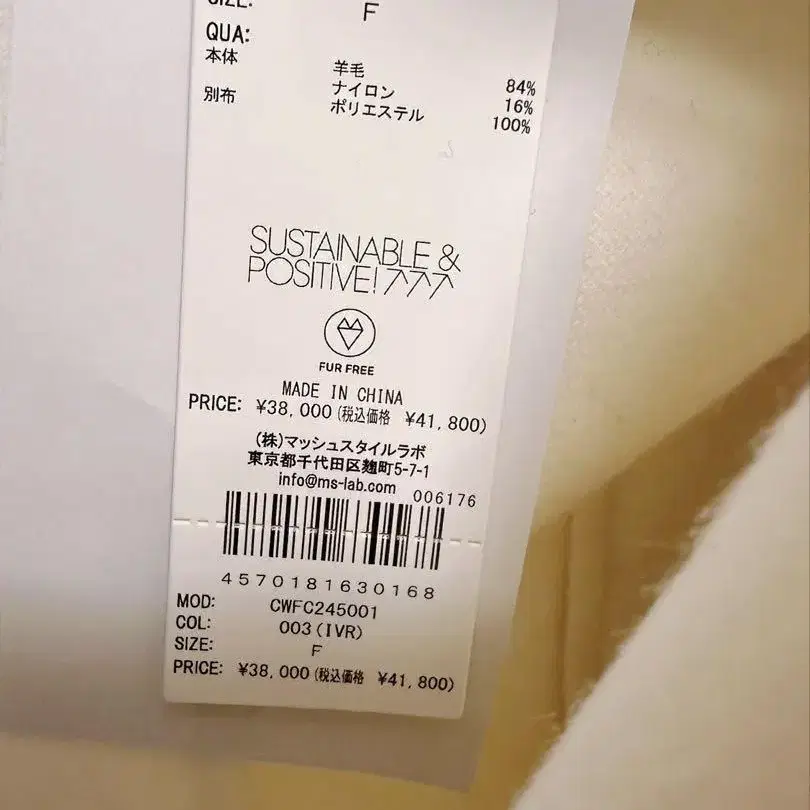 SIZE: F
QUA:
本体 羊毛 84%
ナイロン 16%
別布 ポリエステル 100%
SUSTAINABLE &
POSITIVE!↗↗↗
FUR FREE
MADE IN CHINA
PRICE: ¥38,000(税込価格 ¥41,800)
(株)マッシュスタイルラボ
東京都千代田区麹町5-7-1
info@ms-lab.com
006176
4570181630168
MOD: CWFC245001
COL: 003(IVR)
SIZE: F
PRICE: ¥38,000(税込価格 ¥41,800)